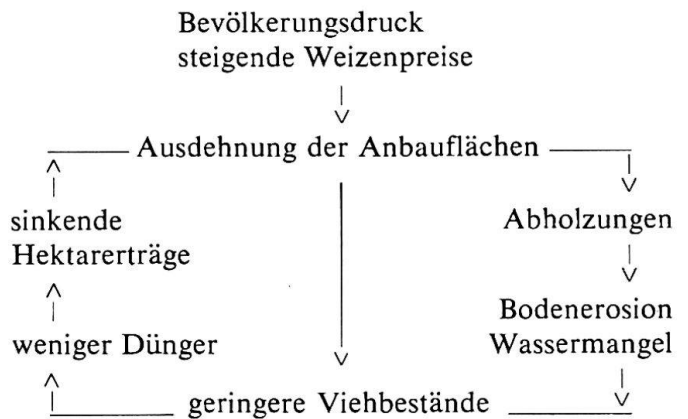 Bevölkerungsdruck
steigende Weizenpreise
Ausdehnung der Anbauflächen
sinkende
Hektarerträge
Abholzungen
weniger Dünger
Bodenerosion
Wassermangel
geringere Viehbestände